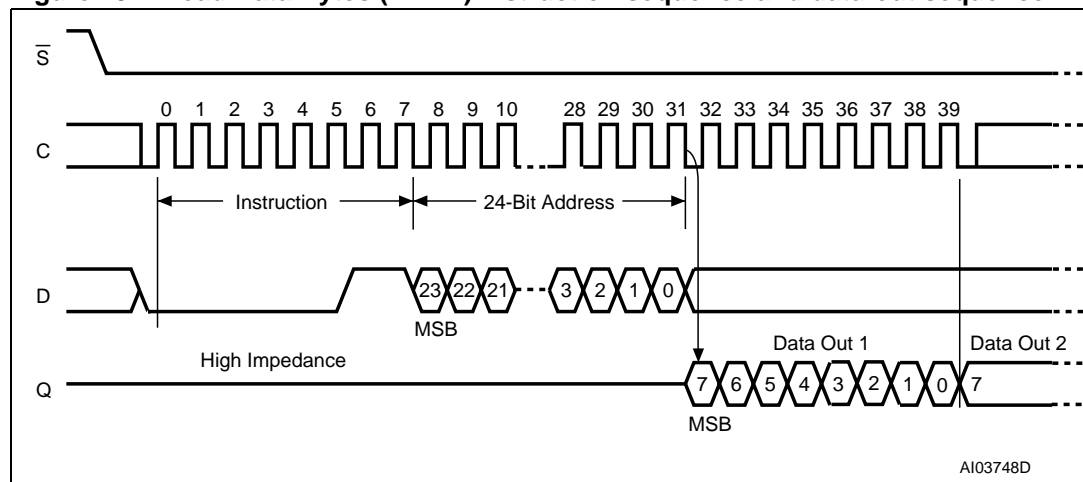 S
0 1 2 3 4 5 6 7 8 9 10 28 29 30 31 32 33 34 35 36 37 38 39
C
Instruction 24-Bit Address
D 23 22 21 3 2 1 0
MSB
High Impedance Data Out 1 Data Out 2
Q 7 6 5 4 3 2 1 0 7
MSB
AI03748D